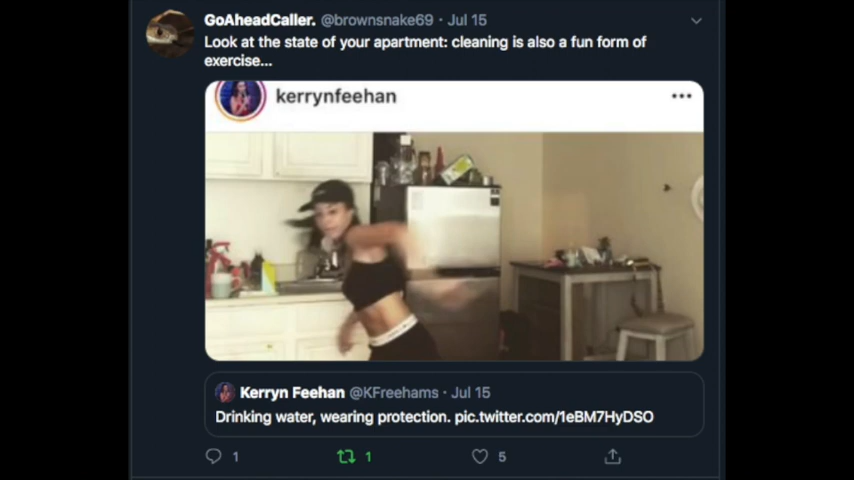 GoAheadCaller. @brownsnake69 · Jul 15
Look at the state of your apartment: cleaning is also a fun form of
exercise...
kerrynfeehan
Kerryn Feehan @KFreehams · Jul 15
Drinking water, wearing protection. pic.twitter.com/1eBM7HyDSO
1 1 5